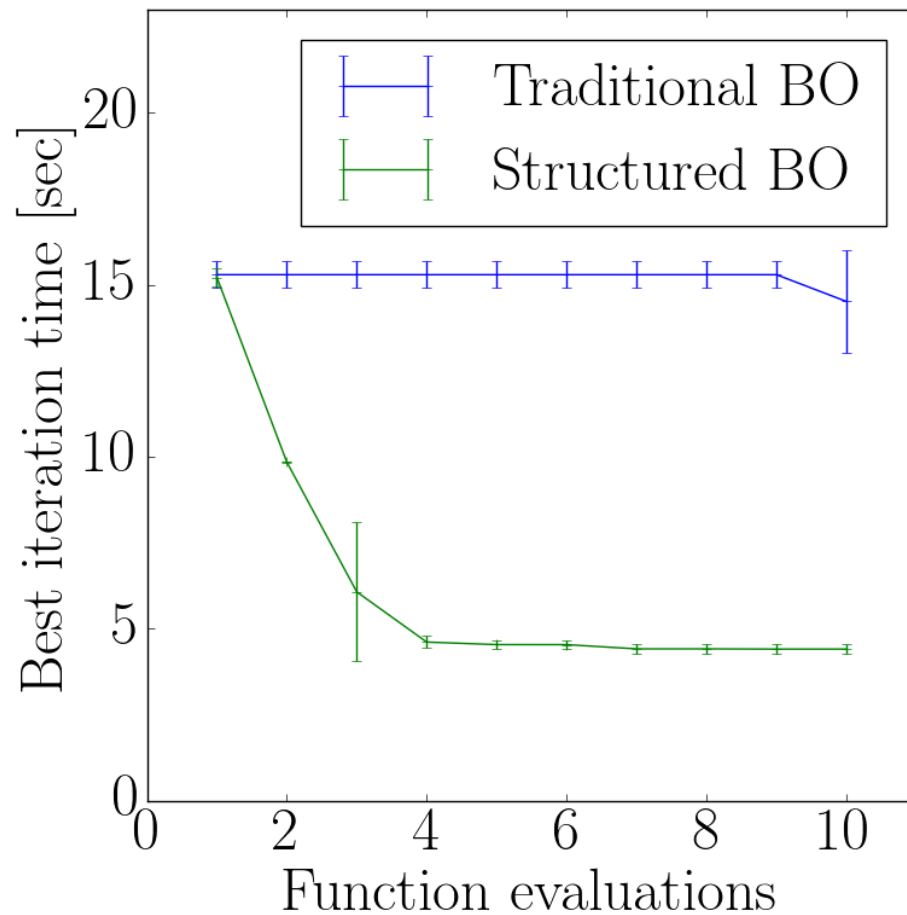 Traditional BO
Structured BO
Best iteration time [sec]
20
15
10
5
0
0 2 4 6 8 10
Function evaluations